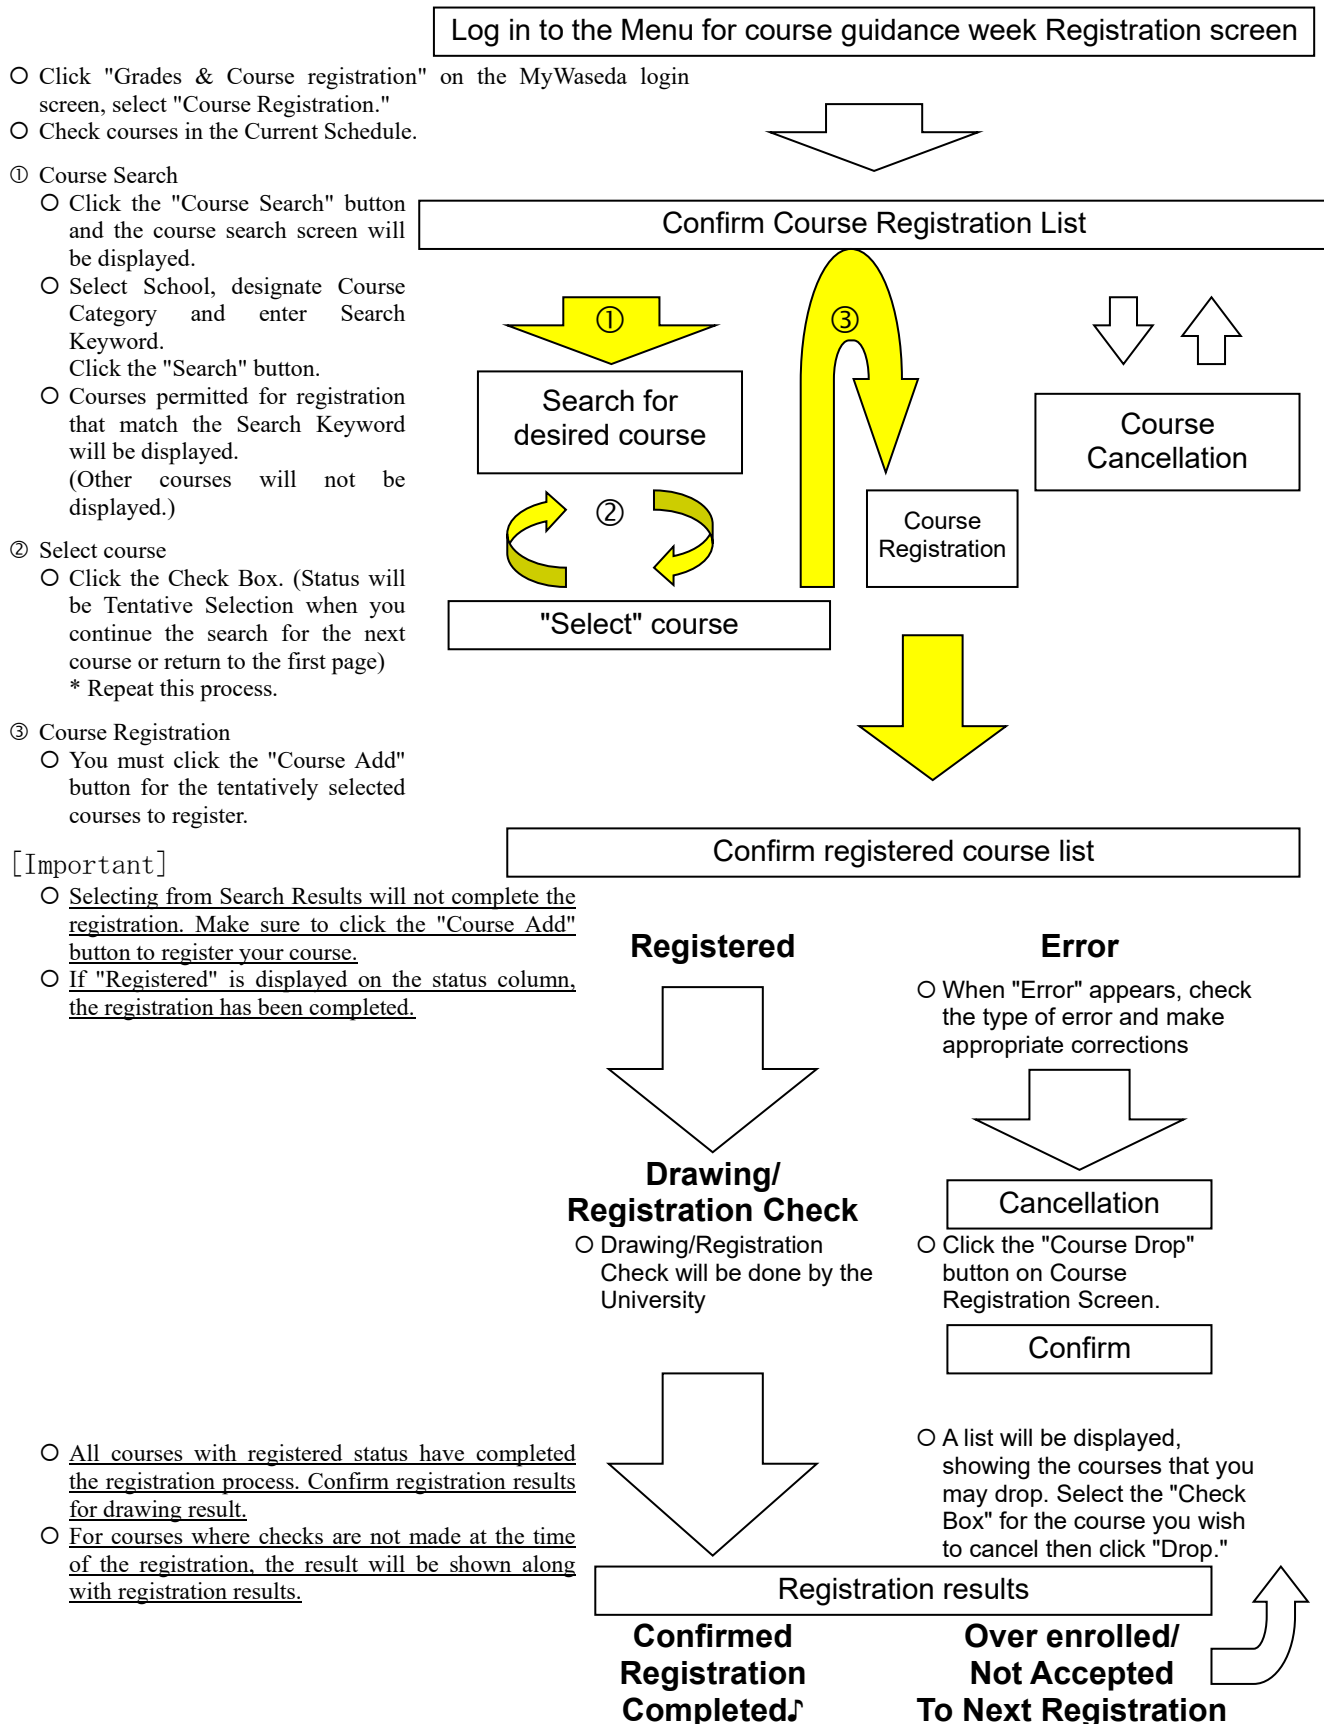 Log in to the Menu for course guidance week Registration screen
○ Click "Grades & Course registration" on the MyWaseda login
screen, select "Course Registration."
○ Check courses in the Current Schedule.
① Course Search
○ Click the "Course Search" button
and the course search screen will
be displayed.
○ Select School, designate Course
Category and enter Search
Keyword.
Click the "Search" button.
○ Courses permitted for registration
that match the Search Keyword
will be displayed.
(Other courses will not be
displayed.)
② Select course
○ Click the Check Box. (Status will
be Tentative Selection when you
continue the search for the next
course or return to the first page)
* Repeat this process.
③ Course Registration
○ You must click the "Course Add"
button for the tentatively selected
courses to register.
[Important]
○ Selecting from Search Results will not complete the
registration. Make sure to click the "Course Add"
button to register your course.
○ If "Registered" is displayed on the status column,
the registration has been completed.
○ All courses with registered status have completed
the registration process. Confirm registration results
for drawing result.
○ For courses where checks are not made at the time
of the registration, the result will be shown along
with registration results.
Confirm Course Registration List
①
③
Search for
desired course
Course
Cancellation
②
Course
Registration
"Select" course
Confirm registered course list
Registered
Error
○ When "Error" appears, check
the type of error and make
appropriate corrections
Drawing/
Registration Check
○ Drawing/Registration
Check will be done by the
University
Cancellation
○ Click the "Course Drop"
button on Course
Registration Screen.
Confirm
○ A list will be displayed,
showing the courses that you
may drop. Select the "Check
Box" for the course you wish
to cancel then click "Drop."
Registration results
Confirmed
Registration
Completed♪
Over enrolled/
Not Accepted
To Next Registration